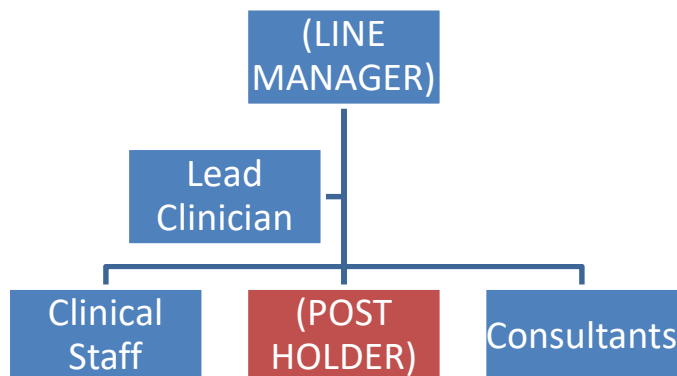 (LINE
MANAGER)
Lead
Clinician
Clinical
Staff
(POST
HOLDER)
Consultants